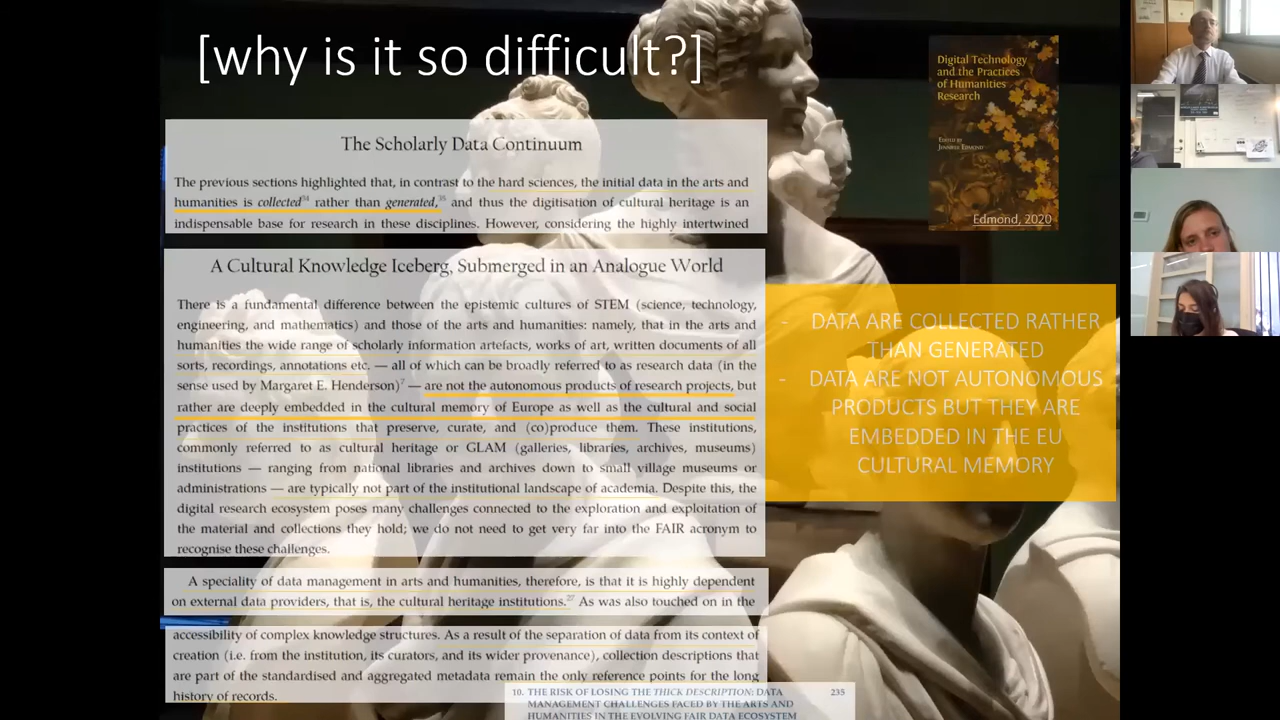 [why is it so difficult?]
Digital Technology
and the Practices
of Humanities
Research
EDITED BY
JENNIFER EDMOND
Edmond, 2020
The Scholarly Data Continuum
The previous sections highlighted that, in contrast to the hard sciences, the initial data in the arts and
humanities is collected34 rather than generated,35 and thus the digitisation of cultural heritage is an
indispensable base for research in these disciplines. However, considering the highly intertwined
A Cultural Knowledge Iceberg, Submerged in an Analogue World
There is a fundamental difference between the epistemic cultures of STEM (science, technology,
engineering, and mathematics) and those of the arts and humanities: namely, that in the arts and
humanities the wide range of scholarly information artefacts, works of art, written documents of all
sorts, recordings, annotations etc. — all of which can be broadly referred to as research data (in the
sense used by Margaret E. Henderson)7 — are not the autonomous products of research projects, but
rather are deeply embedded in the cultural memory of Europe as well as the cultural and social
practices of the institutions that preserve, curate, and (co)produce them. These institutions,
commonly referred to as cultural heritage or GLAM (galleries, libraries, archives, museums)
institutions — ranging from national libraries and archives down to small village museums or
administrations — are typically not part of the institutional landscape of academia. Despite this, the
digital research ecosystem poses many challenges connected to the exploration and exploitation of
the material and collections they hold; we do not need to get very far into the FAIR acronym to
recognise these challenges.
- DATA ARE COLLECTED RATHER
THAN GENERATED
- DATA ARE NOT AUTONOMOUS
PRODUCTS BUT THEY ARE
EMBEDDED IN THE EU
CULTURAL MEMORY
A speciality of data management in arts and humanities, therefore, is that it is highly dependent
on external data providers, that is, the cultural heritage institutions.27 As was also touched on in the
accessibility of complex knowledge structures. As a result of the separation of data from its context of
creation (i.e. from the institution, its curators, and its wider provenance), collection descriptions that
are part of the standardised and aggregated metadata remain the only reference points for the long
history of records.
10. THE RISK OF LOSING THE THICK DESCRIPTION: DATA 235
MANAGEMENT CHALLENGES FACED BY THE ARTS AND
HUMANITIES IN THE EVOLVING FAIR DATA ECOSYSTEM